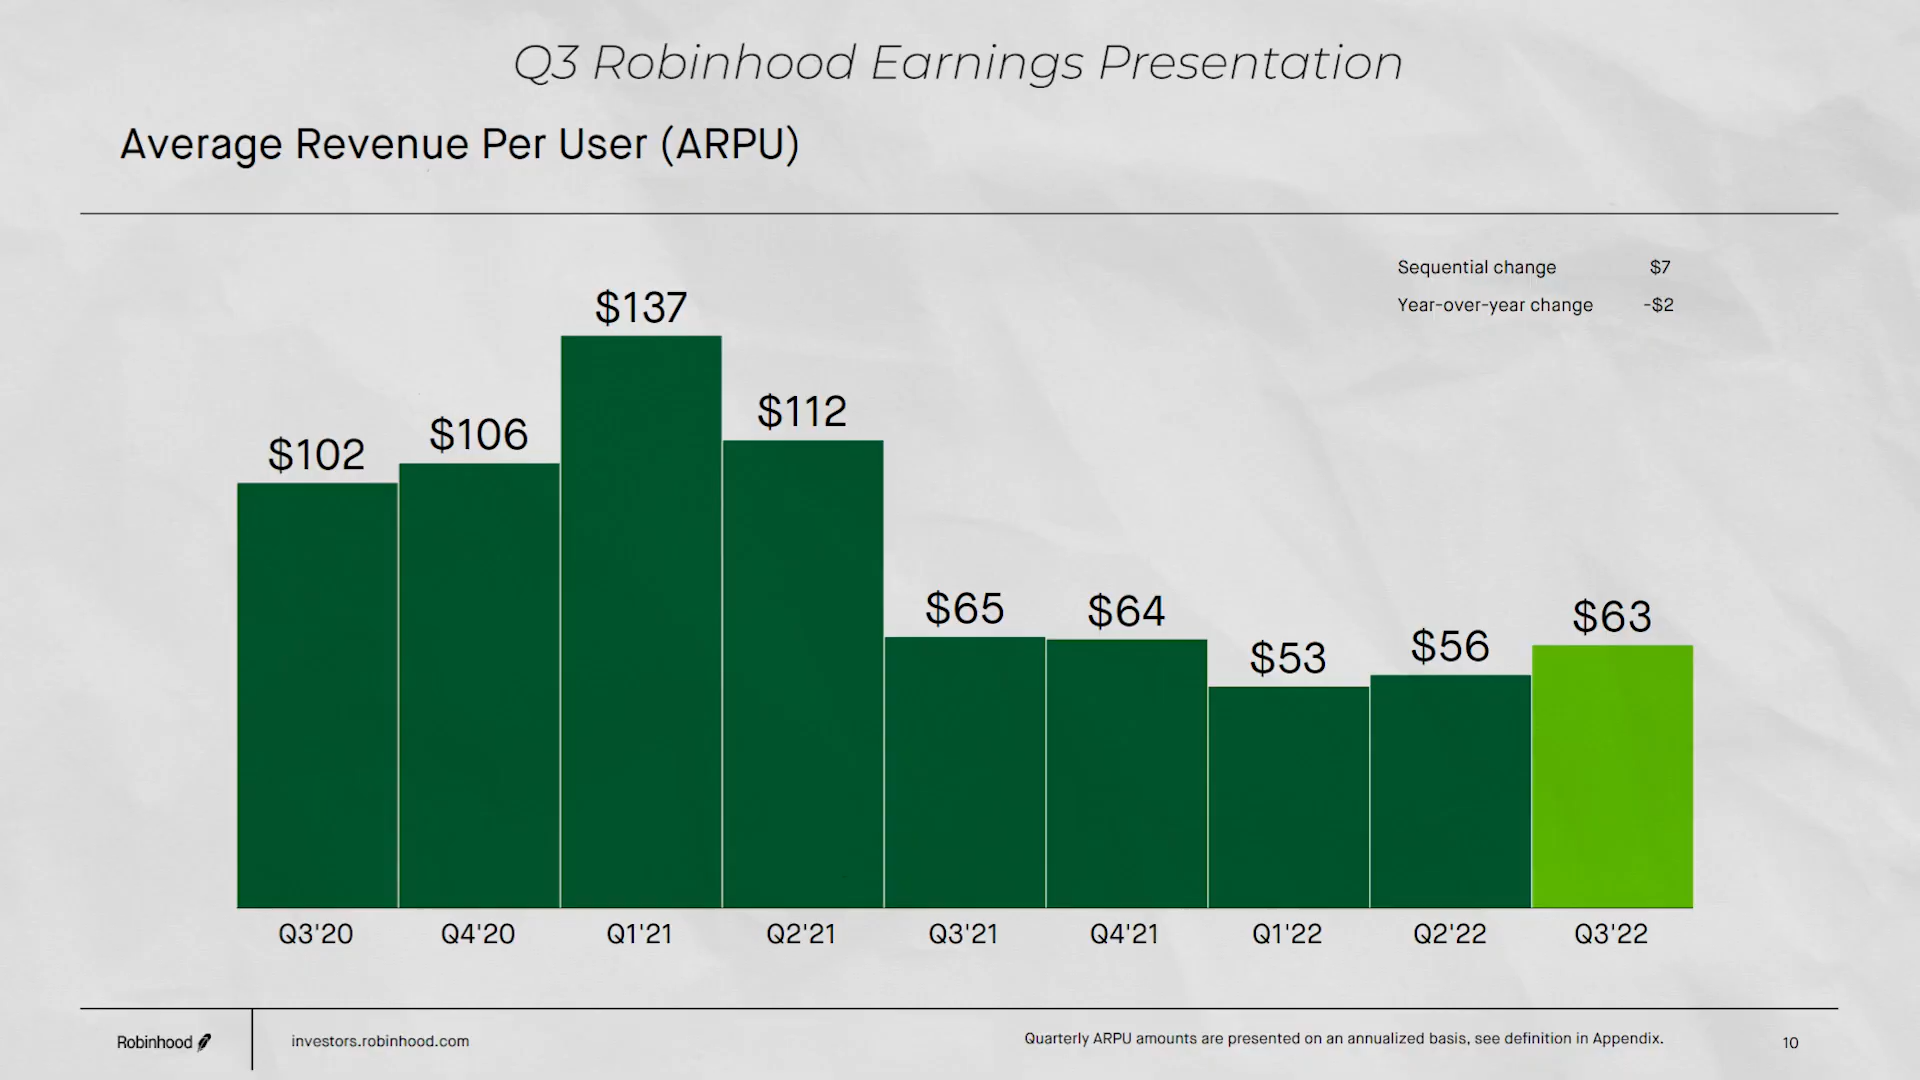 Q3 Robinhood Earnings Presentation
Average Revenue Per User (ARPU)
Sequential change $7
Year-over-year change -$2
$102
$106
$137
$112
$65
$64
$53
$56
$63
Q3'20
Q4'20
Q1'21
Q2'21
Q3'21
Q4'21
Q1'22
Q2'22
Q3'22
Robinhood
investors.robinhood.com
Quarterly ARPU amounts are presented on an annualized basis, see definition in Appendix.
10